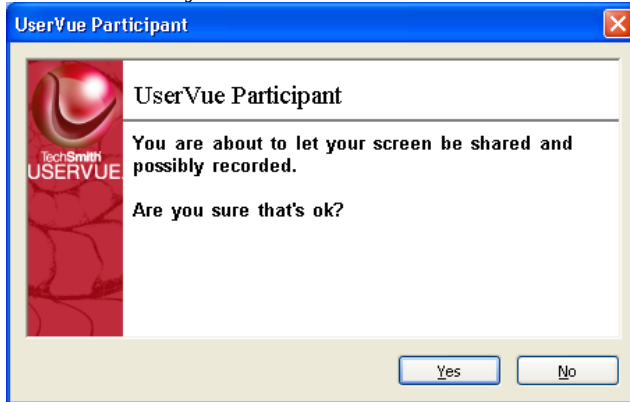 UserVue Participant
UserVue Participant
You are about to let your screen be shared and
possibly recorded.
TechSmith
USERVUE
Are you sure that's ok?
Yes
No